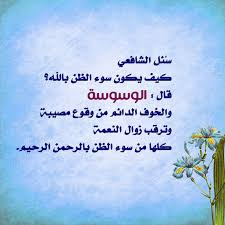 سئل الشافعي
كيف يكون سوء الظن بالله؟
قال : الوسوسة
والخوف الدائم من وقوع مصيبة
وترقب زوال النعمة
كلها من سوء الظن بالرحمن الرحيم.